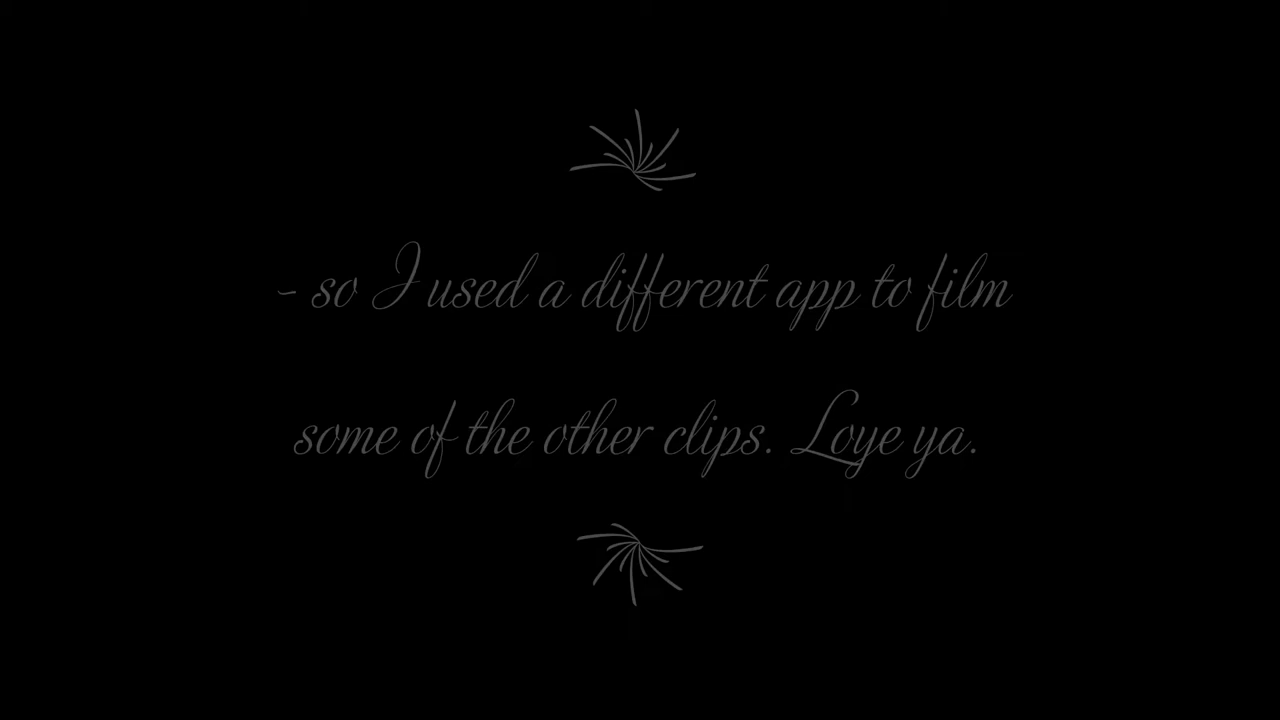 - so I used a different app to film
some of the other clips. Loye ya.